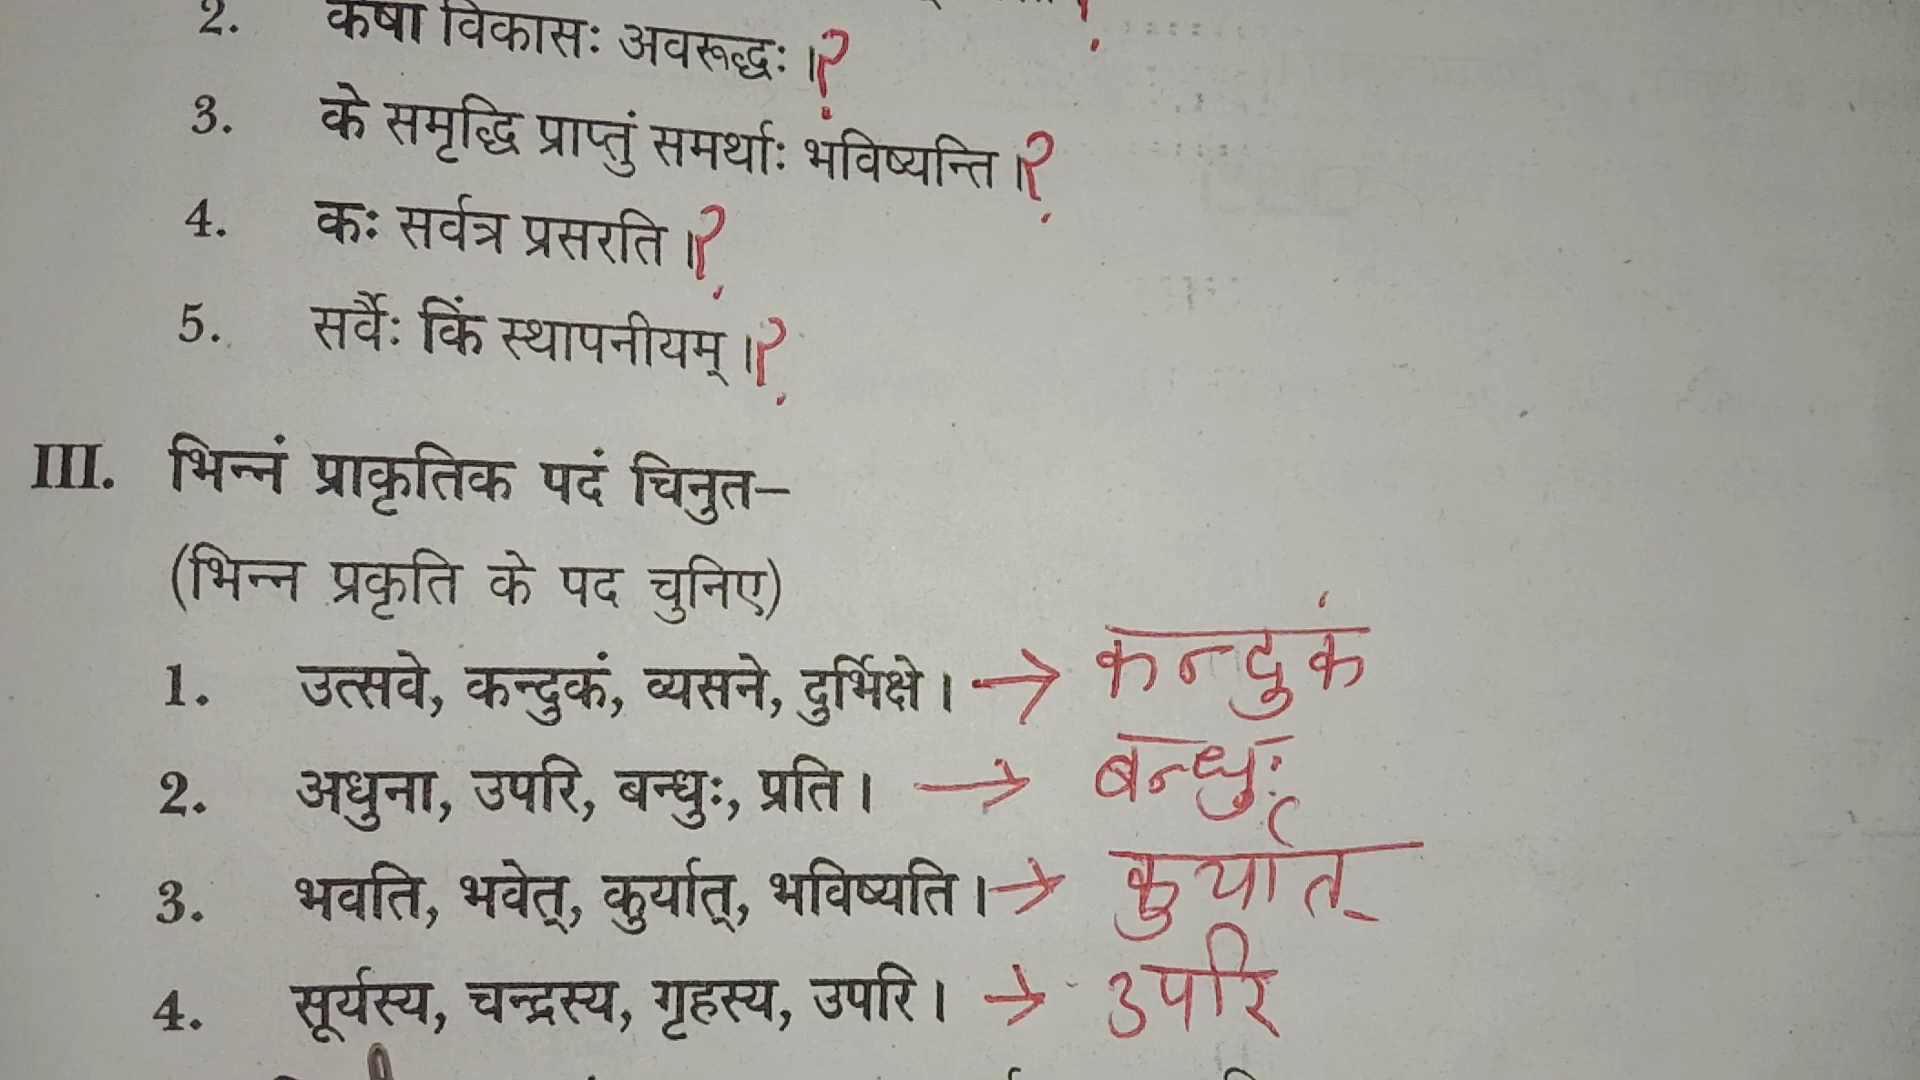 2. केषां विकासः अवरूद्धः।?
3. के समृद्धि प्राप्तुं समर्थाः भविष्यन्ति।?
4. कः सर्वत्र प्रसरति।?
5. सर्वैः किं स्थापनीयम्।?
III. भिन्नं प्राकृतिक पदं चिनुत–
(भिन्न प्रकृति के पद चुनिए)
1. उत्सवे, कन्दुकं, व्यसने, दुर्भिक्षे। → कन्दुकं
2. अधुना, उपरि, बन्धुः, प्रति। → बन्धुः
3. भवति, भवेत्, कुर्यात्, भविष्यति। → कुर्यात्
4. सूर्यस्य, चन्द्रस्य, गृहस्य, उपरि। → उपरि